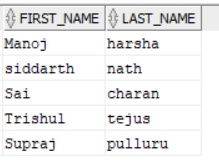 FIRST_NAME LAST_NAME
Manoj harsha
siddarth nath
Sai charan
Trishul tejus
Supraj pulluru